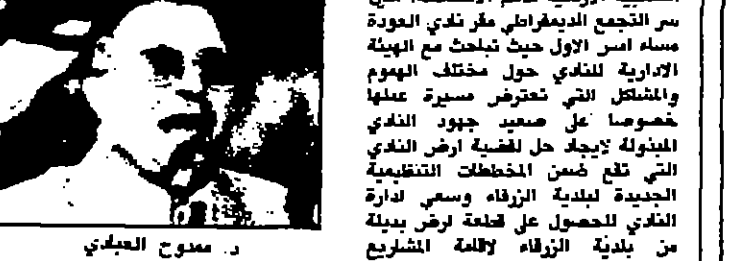 سر التجمع الديمقراطي مقر نادي العودة
مساء امس الاول حيث تباحث مع الهيئة
الادارية للنادي حول مختلف الهموم
والمشاكل التي تعترض مسيرة عملها
خصوصا على صعيد جهود النادي
المبذولة لإيجاد حل لقضية ارض النادي
التي تقع ضمن المخططات التنظيمية
الجديدة لبلدية الزرقاء وسعي ادارة
النادي للحصول على قطعة ارض بديلة
من بلدية الزرقاء لاقامة المشاريع
د. ممدوح العبادي